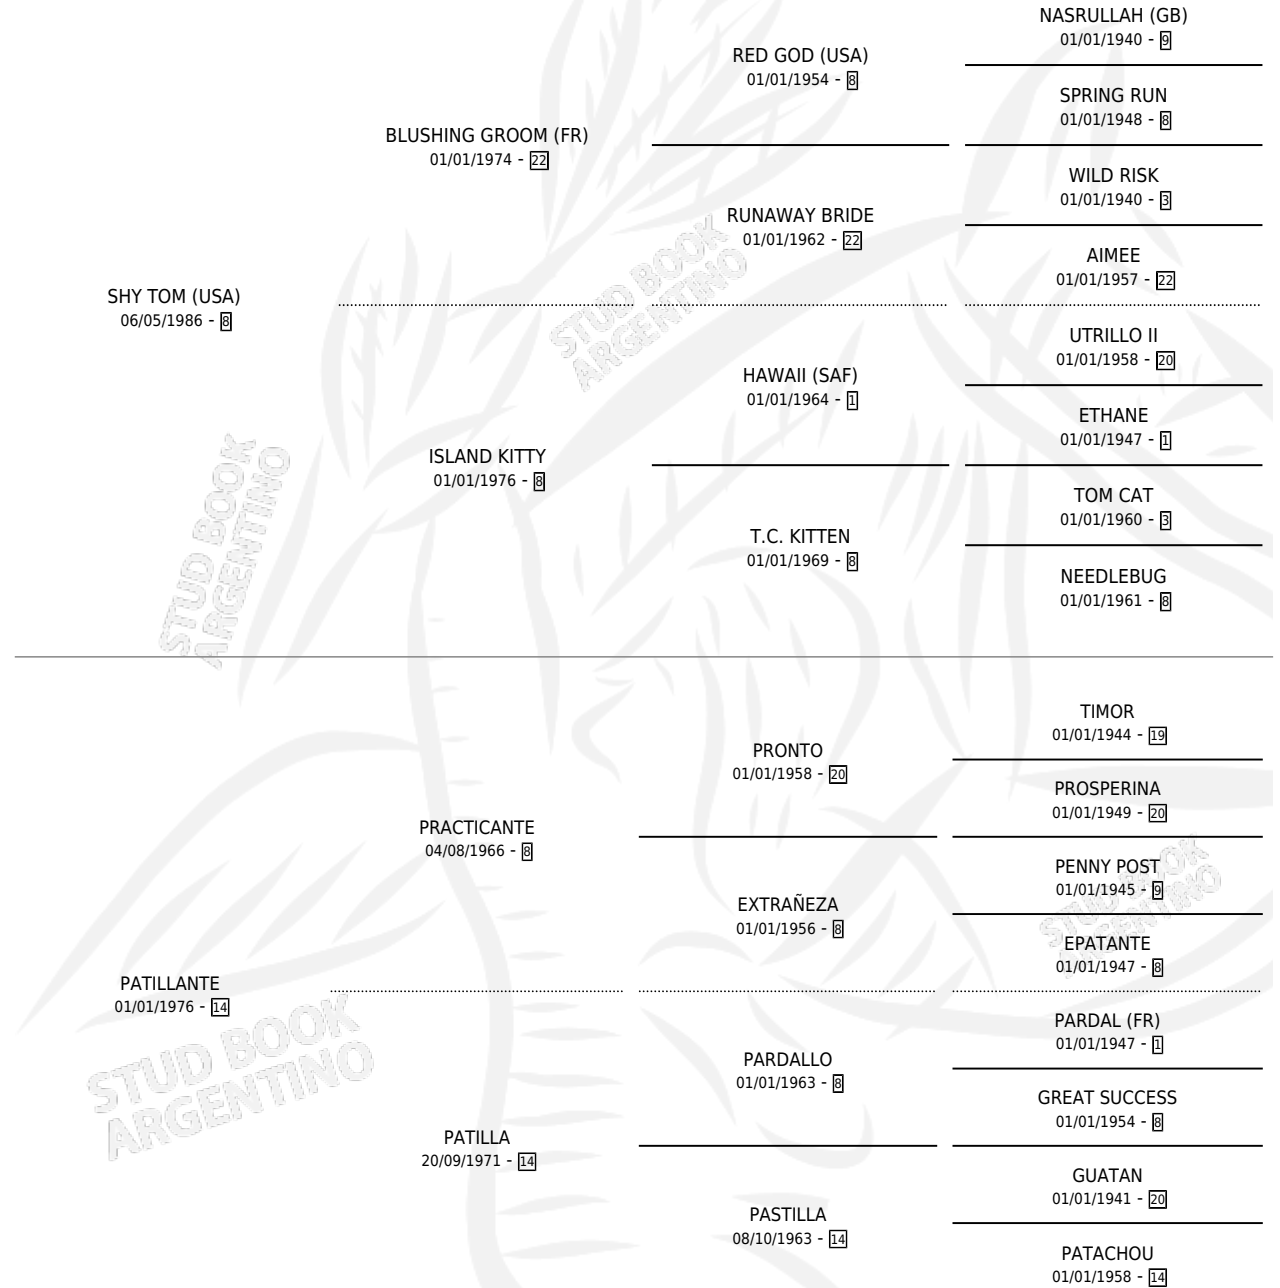 NASRULLAH (GB)
01/01/1940 - 9
RED GOD (USA)
01/01/1954 - 8
SPRING RUN
01/01/1948 - 8
BLUSHING GROOM (FR)
01/01/1974 - 22
WILD RISK
01/01/1940 - 3
RUNAWAY BRIDE
01/01/1962 - 22
AIMEE
01/01/1957 - 22
SHY TOM (USA)
06/05/1986 - 8
UTRILLO II
01/01/1958 - 20
HAWAII (SAF)
01/01/1964 - 1
ETHANE
01/01/1947 - 1
ISLAND KITTY
01/01/1976 - 8
TOM CAT
01/01/1960 - 3
T.C. KITTEN
01/01/1969 - 8
NEEDLEBUG
01/01/1961 - 8
TIMOR
01/01/1944 - 19
PRONTO
01/01/1958 - 20
PROSPERINA
01/01/1949 - 20
PRACTICANTE
04/08/1966 - 8
PENNY POST
01/01/1945 - 9
EXTRAÑEZA
01/01/1956 - 8
EPATANTE
01/01/1947 - 8
PATILLANTE
01/01/1976 - 14
PARDAL (FR)
01/01/1947 - 1
PARDALLO
01/01/1963 - 8
GREAT SUCCESS
01/01/1954 - 8
PATILLA
20/09/1971 - 14
GUATAN
01/01/1941 - 20
PASTILLA
08/10/1963 - 14
PATACHOU
01/01/1958 - 14
STUD BOOK
ARGENTINO
STUD BOOK
ARGENTINO
STUD BOOK
ARGENTINO
STUD BOOK
ARGENTINO